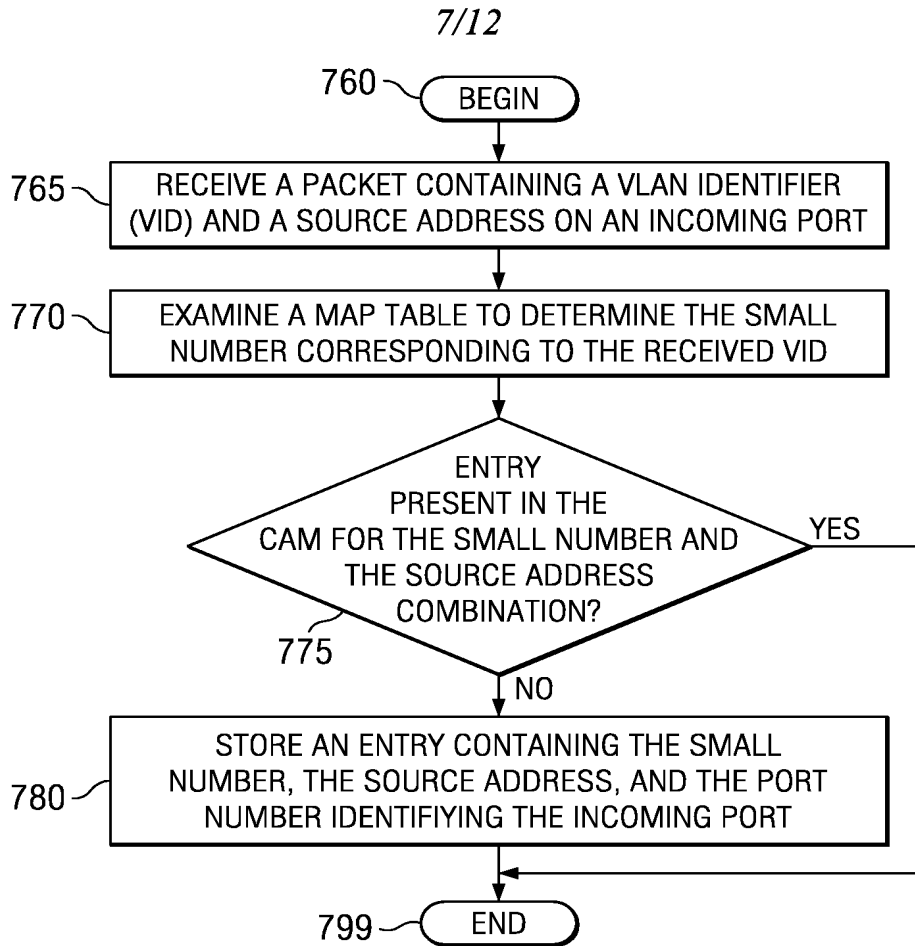 7/12
760
BEGIN
765
RECEIVE A PACKET CONTAINING A VLAN IDENTIFIER
(VID) AND A SOURCE ADDRESS ON AN INCOMING PORT
770
EXAMINE A MAP TABLE TO DETERMINE THE SMALL
NUMBER CORRESPONDING TO THE RECEIVED VID
ENTRY
PRESENT IN THE
CAM FOR THE SMALL NUMBER AND
THE SOURCE ADDRESS
COMBINATION?
YES
775
NO
780
STORE AN ENTRY CONTAINING THE SMALL
NUMBER, THE SOURCE ADDRESS, AND THE PORT
NUMBER IDENTIFIYING THE INCOMING PORT
799
END